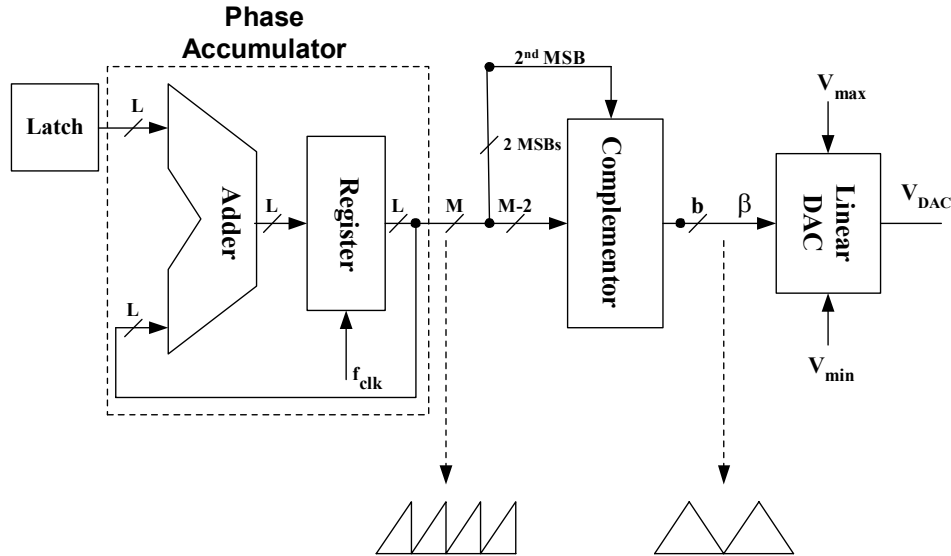 Phase
Accumulator
Latch
L
L
Adder
L
Register
f_clk
L
M
2 MSBs
2nd MSB
M-2
Complementor
b
β
V_max
Linear
DAC
V_min
V_DAC